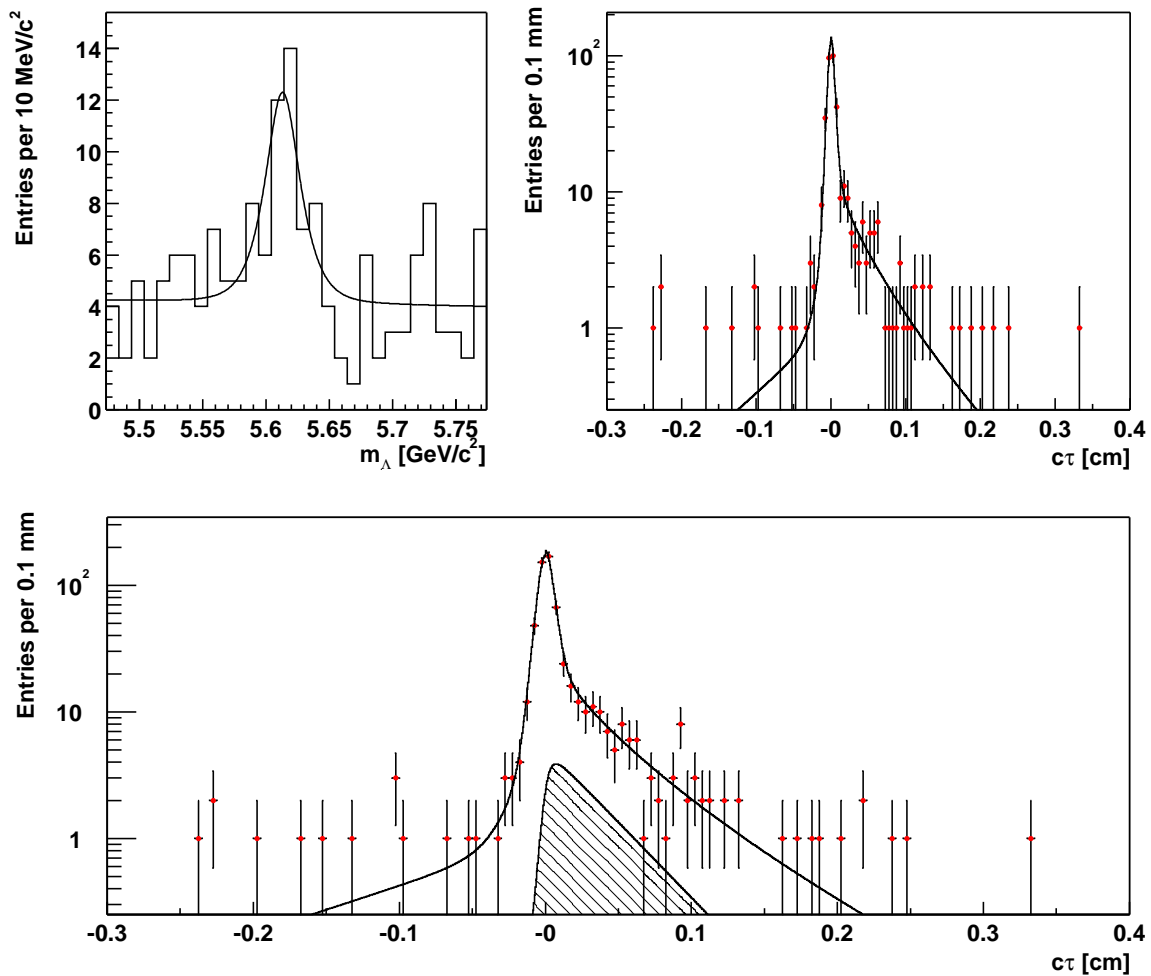 Entries per 10 MeV/c²
14
12
10
8
6
4
2
0
5.5 5.55 5.6 5.65 5.7 5.75
m_Λ [GeV/c²]
Entries per 0.1 mm
10²
10
1
-0.3 -0.2 -0.1 -0 0.1 0.2 0.3 0.4
cτ [cm]
Entries per 0.1 mm
10²
10
1
-0.3 -0.2 -0.1 -0 0.1 0.2 0.3 0.4
cτ [cm]